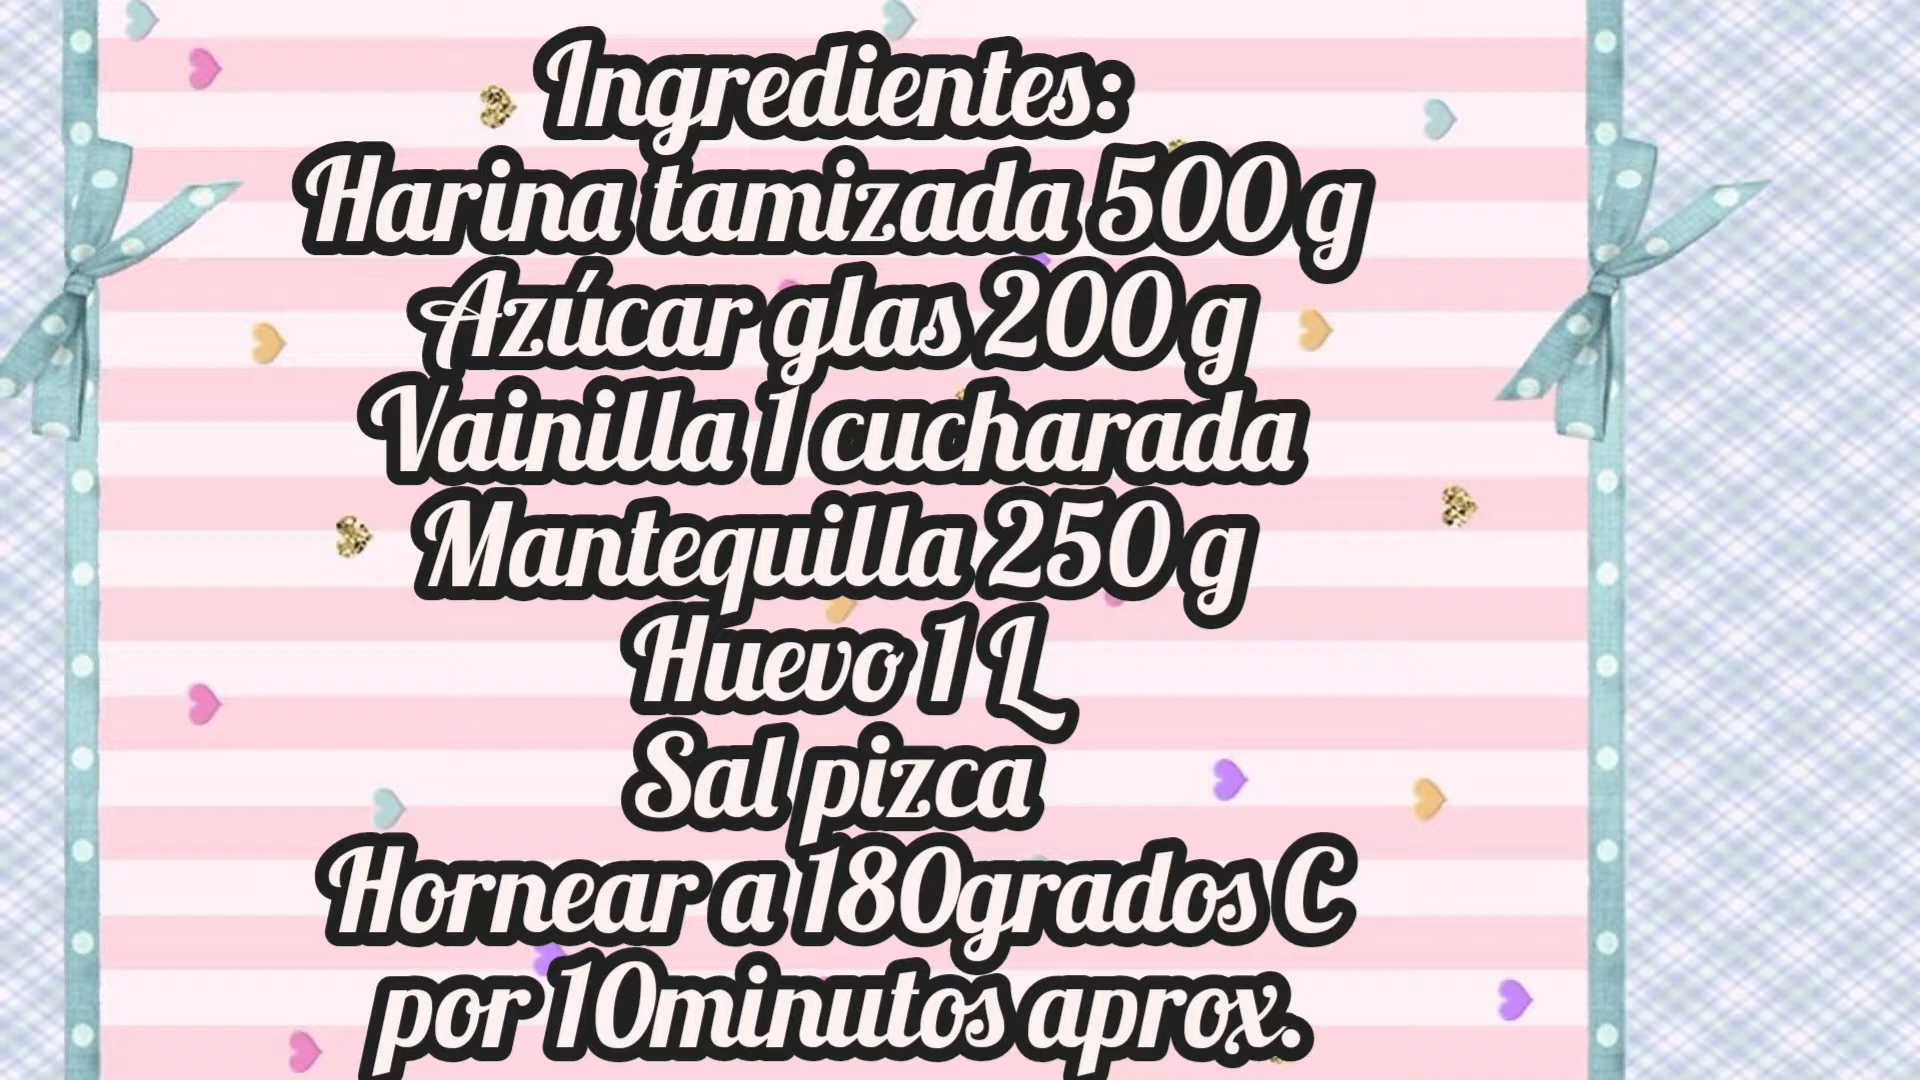 Ingredientes:
Harina tamizada 500 g
Azúcar glas 200 g
Vainilla 1 cucharada
Mantequilla 250 g
Huevo 1 L
Sal pizca
Hornear a 180grados C
por 10minutos aprox.